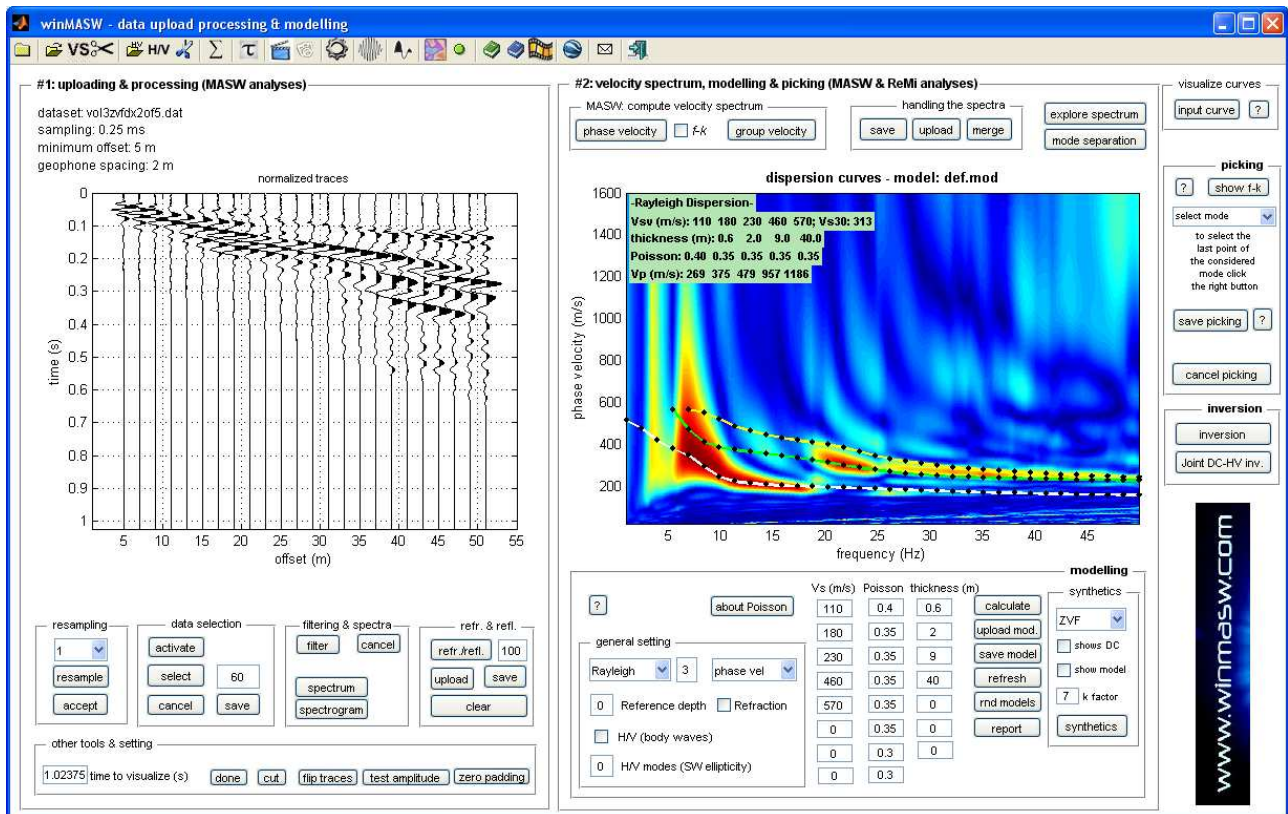 winMASW - data upload processing & modelling
VS H/V Σ τ
#1: uploading & processing (MASW analyses)
dataset: vol3zvfdx2of5.dat
sampling: 0.25 ms
minimum offset: 5 m
geophone spacing: 2 m
normalized traces
0
0.1
0.2
0.3
0.4
0.5
0.6
0.7
0.8
0.9
1
time (s)
5 10 15 20 25 30 35 40 45 50 55
offset (m)
resampling
1
resample
accept
data selection
activate
select 60
cancel save
filtering & spectra
filter cancel
spectrum
spectrogram
refr. & refl.
refr./refl. 100
upload save
clear
other tools & setting
1.02375 time to visualize (s) done cut flip traces test amplitude zero padding
#2: velocity spectrum, modelling & picking (MASW & ReMi analyses)
MASW: compute velocity spectrum
phase velocity f-k group velocity
handling the spectra
save upload merge
explore spectrum
mode separation
dispersion curves - model: def.mod
-Rayleigh Dispersion-
Vsv (m/s): 110 180 230 460 570; Vs30: 313
thickness (m): 0.6 2.0 9.0 40.0
Poisson: 0.40 0.35 0.35 0.35 0.35
Vp (m/s): 269 375 479 957 1186
1600
1400
1200
1000
800
600
400
200
phase velocity (m/s)
5 10 15 20 25 30 35 40 45
frequency (Hz)
modelling
? about Poisson
general setting
Rayleigh 3 phase vel
0 Reference depth Refraction
H/V (body waves)
0 H/V modes (SW ellipticity)
Vs (m/s) Poisson thickness (m)
110 0.4 0.6
180 0.35 2
230 0.35 9
460 0.35 40
570 0.35 0
0 0.35 0
0 0.3 0
0 0.3
calculate
upload mod.
save model
refresh
rnd models
report
synthetics
ZVF
shows DC
show model
7 k factor
synthetics
visualize curves
input curve ?
picking
? show f-k
select mode
to select the
last point of
the considered
mode click
the right button
save picking ?
cancel picking
inversion
inversion
Joint DC-HV inv.
www.winmasw.com